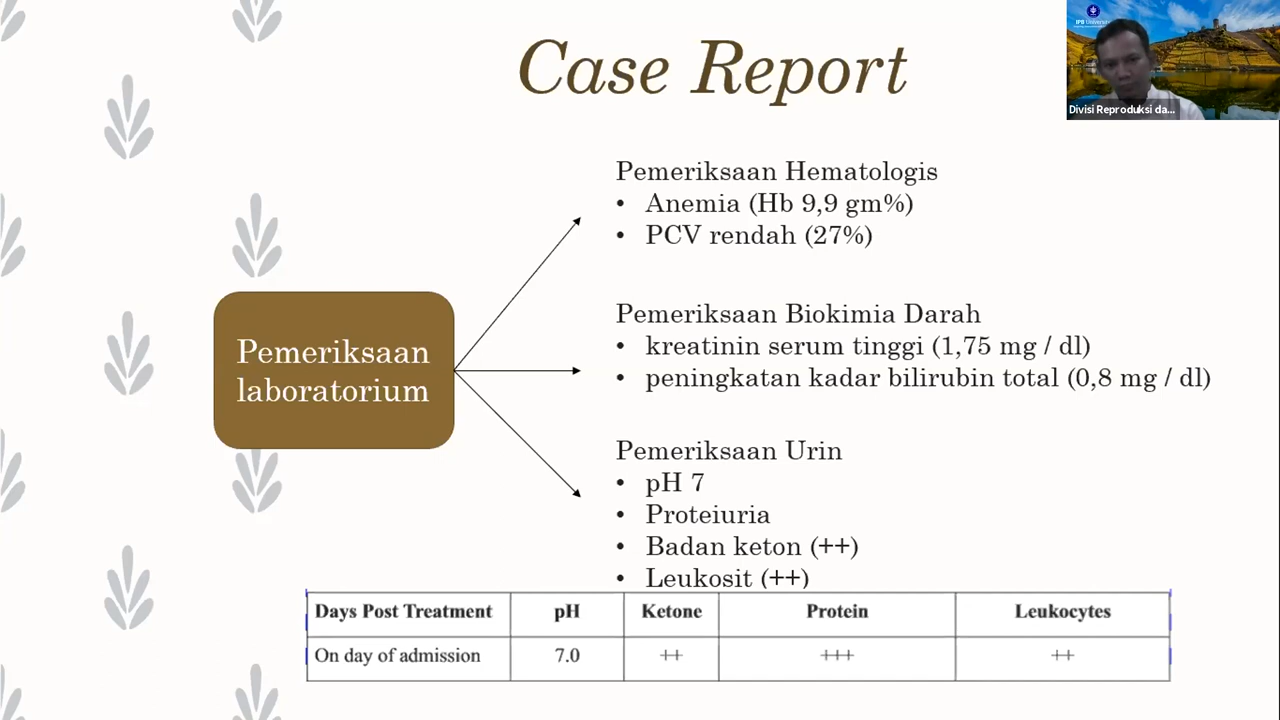 Case Report
IPB University
Divisi Reproduksi da...
Pemeriksaan Hematologis
• Anemia (Hb 9,9 gm%)
• PCV rendah (27%)
Pemeriksaan
laboratorium
Pemeriksaan Biokimia Darah
• kreatinin serum tinggi (1,75 mg / dl)
• peningkatan kadar bilirubin total (0,8 mg / dl)
Pemeriksaan Urin
• pH 7
• Proteiuria
• Badan keton (++)
• Leukosit (++)
Days Post Treatment pH Ketone Protein Leukocytes
On day of admission 7.0 ++ +++ ++